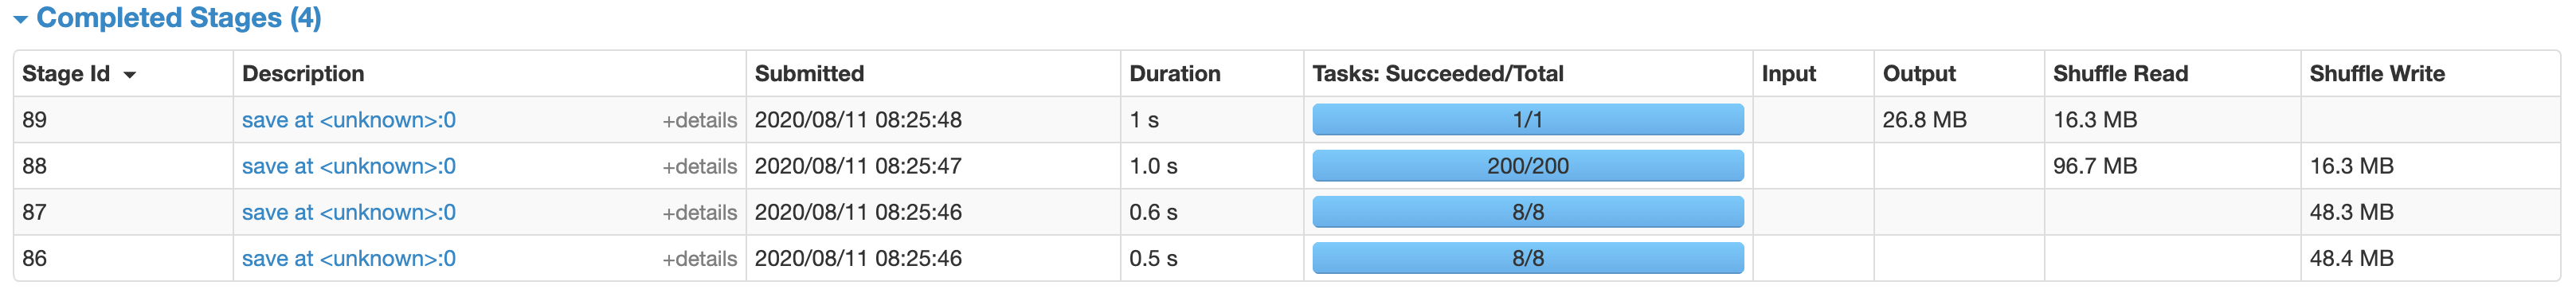 Completed Stages (4)
Stage Id Description Submitted Duration Tasks: Succeeded/Total Input Output Shuffle Read Shuffle Write
89 save at <unknown>:0 +details 2020/08/11 08:25:48 1 s 1/1 26.8 MB 16.3 MB
88 save at <unknown>:0 +details 2020/08/11 08:25:47 1.0 s 200/200 96.7 MB 16.3 MB
87 save at <unknown>:0 +details 2020/08/11 08:25:46 0.6 s 8/8 48.3 MB
86 save at <unknown>:0 +details 2020/08/11 08:25:46 0.5 s 8/8 48.4 MB